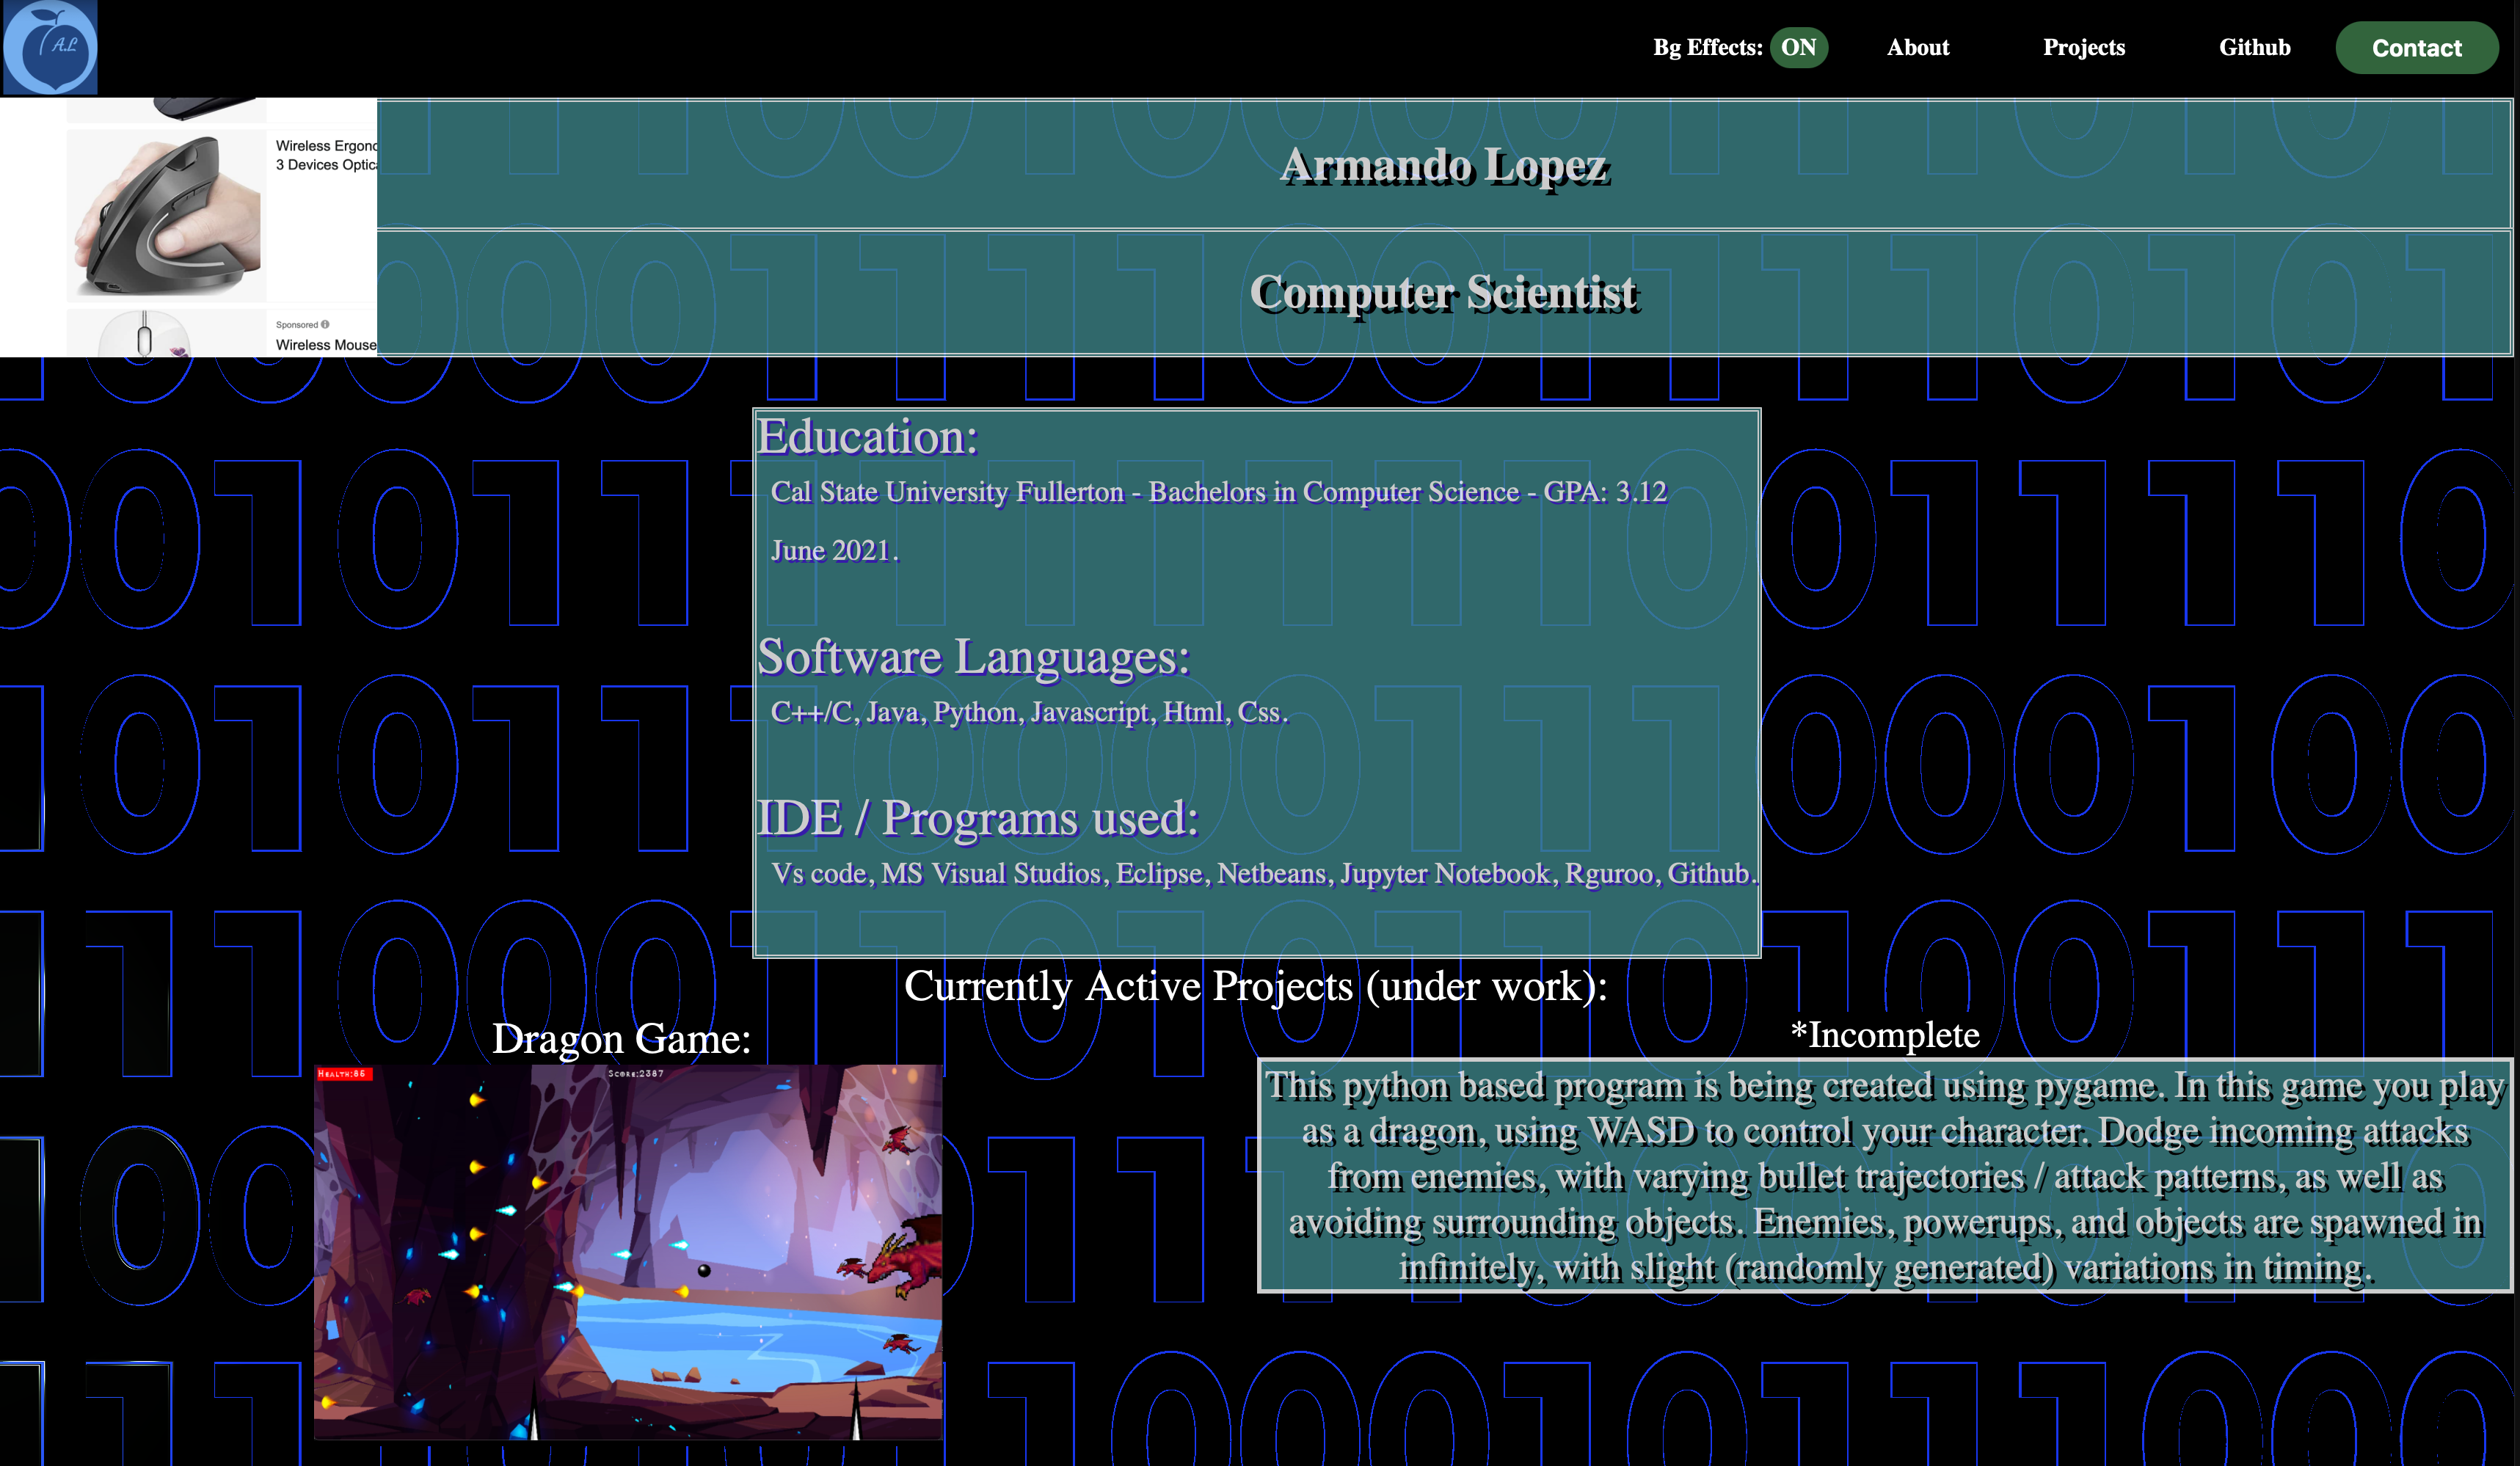 A.L
Bg Effects: ON About Projects Github Contact
Wireless Ergono
3 Devices Optica
Sponsored
Wireless Mouse
Armando Lopez
Computer Scientist
Education:
Cal State University Fullerton - Bachelors in Computer Science - GPA: 3.12
June 2021.
Software Languages:
C++/C, Java, Python, Javascript, Html, Css.
IDE / Programs used:
Vs code, MS Visual Studios, Eclipse, Netbeans, Jupyter Notebook, Rguroo, Github.
Currently Active Projects (under work):
Dragon Game:
Health:86 Score:2387
*Incomplete
This python based program is being created using pygame. In this game you play
as a dragon, using WASD to control your character. Dodge incoming attacks
from enemies, with varying bullet trajectories / attack patterns, as well as
avoiding surrounding objects. Enemies, powerups, and objects are spawned in
infinitely, with slight (randomly generated) variations in timing.